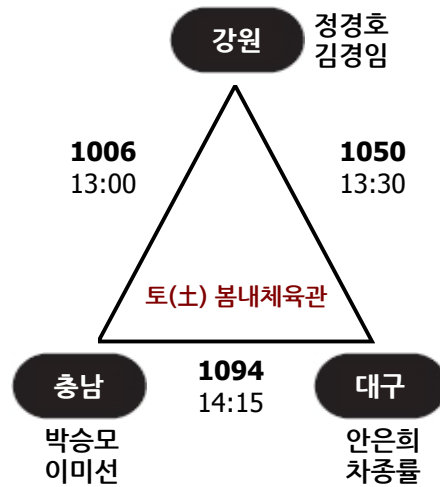 강원
정경호
김경임
1006
13:00
1050
13:30
토(土) 봄내체육관
충남
1094
14:15
대구
박승모
이미선
안은희
차종률